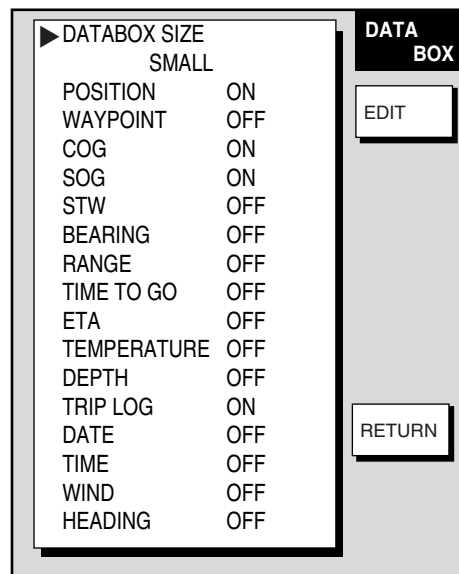 DATABOX SIZE
SMALL
POSITION ON
WAYPOINT OFF
COG ON
SOG ON
STW OFF
BEARING OFF
RANGE OFF
TIME TO GO OFF
ETA OFF
TEMPERATURE OFF
DEPTH OFF
TRIP LOG ON
DATE OFF
TIME OFF
WIND OFF
HEADING OFF
DATA
BOX
EDIT
RETURN